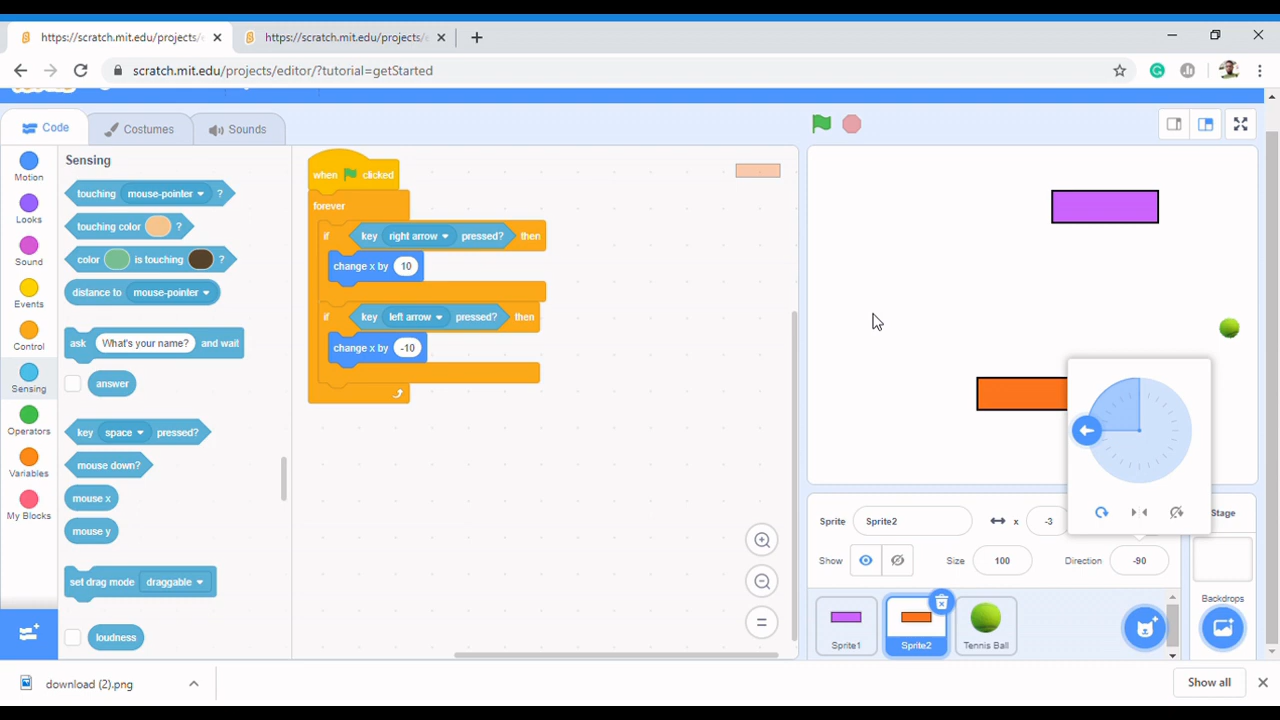 https://scratch.mit.edu/projects/e
https://scratch.mit.edu/projects/e
scratch.mit.edu/projects/editor/?tutorial=getStarted
Code
Costumes
Sounds
Motion
Looks
Sound
Events
Control
Sensing
Operators
Variables
My Blocks
Sensing
touching mouse-pointer ?
touching color ?
color is touching ?
distance to mouse-pointer
ask What's your name? and wait
answer
key space pressed?
mouse down?
mouse x
mouse y
set drag mode draggable
loudness
when clicked
forever
if key right arrow pressed? then
change x by 10
if key left arrow pressed? then
change x by -10
Sprite Sprite2 x -3
Show Size 100 Direction -90
Stage
Backdrops
Sprite1
Sprite2
Tennis Ball
download (2).png
Show all